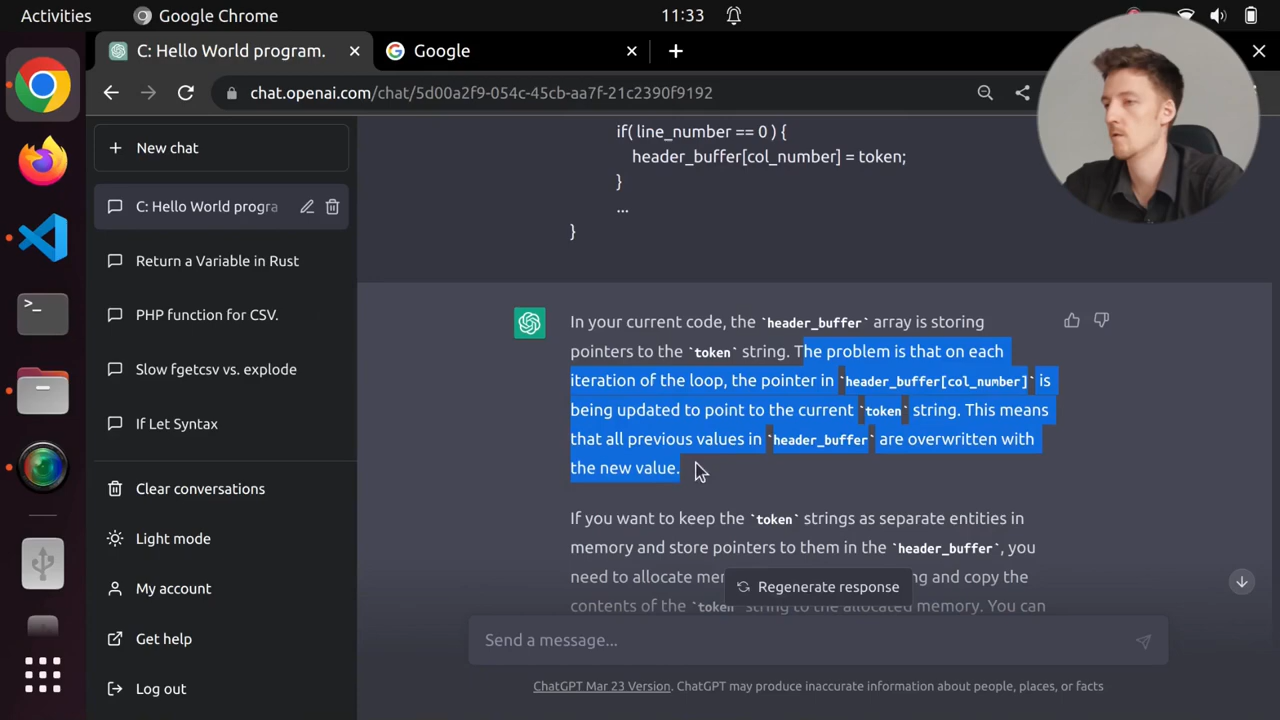 Activities
Google Chrome
11:33
C: Hello World program.
Google
chat.openai.com/chat/5d00a2f9-054c-45cb-aa7f-21c2390f9192
New chat
C: Hello World progra
Return a Variable in Rust
PHP function for CSV.
Slow fgetcsv vs. explode
If Let Syntax
Clear conversations
Light mode
My account
Get help
Log out
if( line_number == 0 ) {
header_buffer[col_number] = token;
}
...
}
In your current code, the `header_buffer` array is storing
pointers to the `token` string. The problem is that on each
iteration of the loop, the pointer in `header_buffer[col_number]` is
being updated to point to the current `token` string. This means
that all previous values in `header_buffer` are overwritten with
the new value.
If you want to keep the `token` strings as separate entities in
memory and store pointers to them in the `header_buffer`, you
need to allocate mem
Regenerate response
g and copy the
contents of the `token` string to the allocated memory. You can
Send a message...
ChatGPT Mar 23 Version. ChatGPT may produce inaccurate information about people, places, or facts